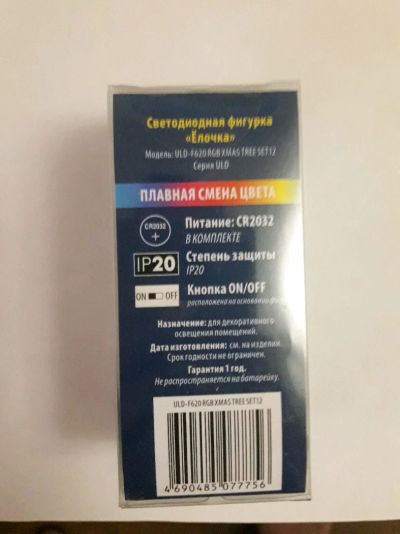 Светодиодная фигурка
«Ёлочка»
Модель: ULD-F620 RGB XMAS TREE SET12
Серия ULD
ПЛАВНАЯ СМЕНА ЦВЕТА
CR2032
+
Питание: CR2032
В КОМПЛЕКТЕ
IP20
Степень защиты
IP20
ON OFF
Кнопка ON/OFF
расположена на основании
Назначение: для декоративного
освещения помещений.
Дата изготовления: см. на изделии.
Срок годности не ограничен.
Гарантия 1 год.
Не распространяется на батарейку.
ULD-F620 RGB XMAS TREE SET12
4 690485 077756